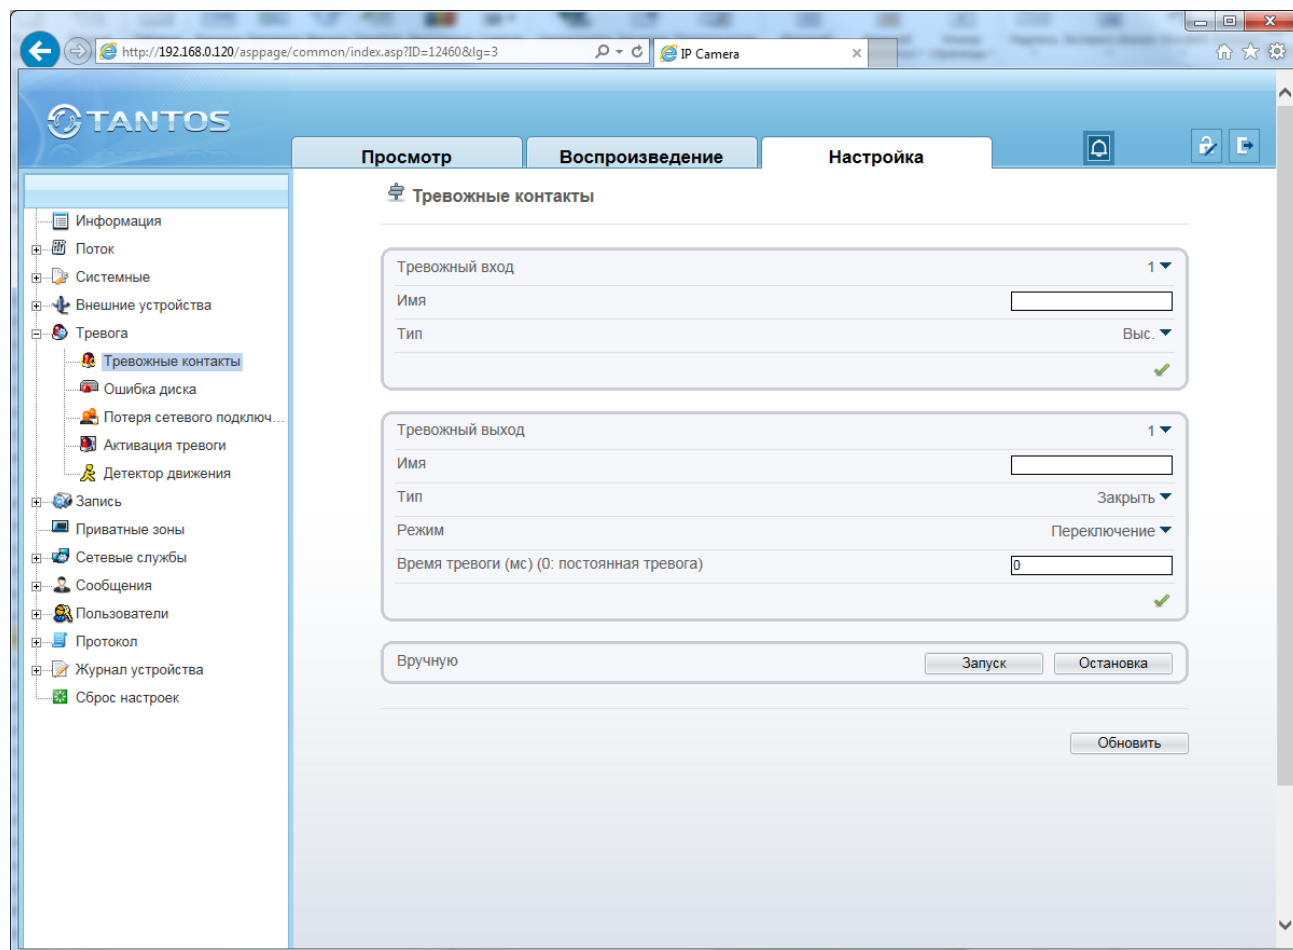 http://192.168.0.120/asppage/common/index.asp?ID=12460&lg=3
IP Camera
TANTOS
Просмотр
Воспроизведение
Настройка
Информация
Поток
Системные
Внешние устройства
Тревога
Тревожные контакты
Ошибка диска
Потеря сетевого подключ...
Активация тревоги
Детектор движения
Запись
Приватные зоны
Сетевые службы
Сообщения
Пользователи
Протокол
Журнал устройства
Сброс настроек
Тревожные контакты
Тревожный вход 1
Имя
Тип Выс.
Тревожный выход 1
Имя
Тип Закрыть
Режим Переключение
Время тревоги (мс) (0: постоянная тревога) 0
Вручную Запуск Остановка
Обновить